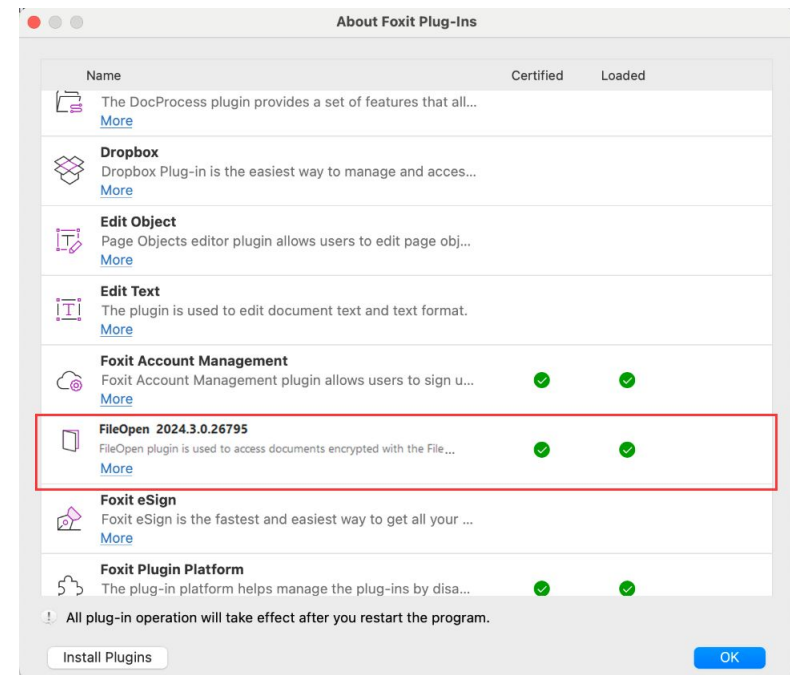 About Foxit Plug-Ins
Name Certified Loaded
The DocProcess plugin provides a set of features that all...
More
Dropbox
Dropbox Plug-in is the easiest way to manage and acces...
More
Edit Object
Page Objects editor plugin allows users to edit page obj...
More
Edit Text
The plugin is used to edit document text and text format.
More
Foxit Account Management
Foxit Account Management plugin allows users to sign u...
More
FileOpen 2024.3.0.26795
FileOpen plugin is used to access documents encrypted with the File...
More
Foxit eSign
Foxit eSign is the fastest and easiest way to get all your ...
More
Foxit Plugin Platform
The plug-in platform helps manage the plug-ins by disa...
All plug-in operation will take effect after you restart the program.
Install Plugins OK